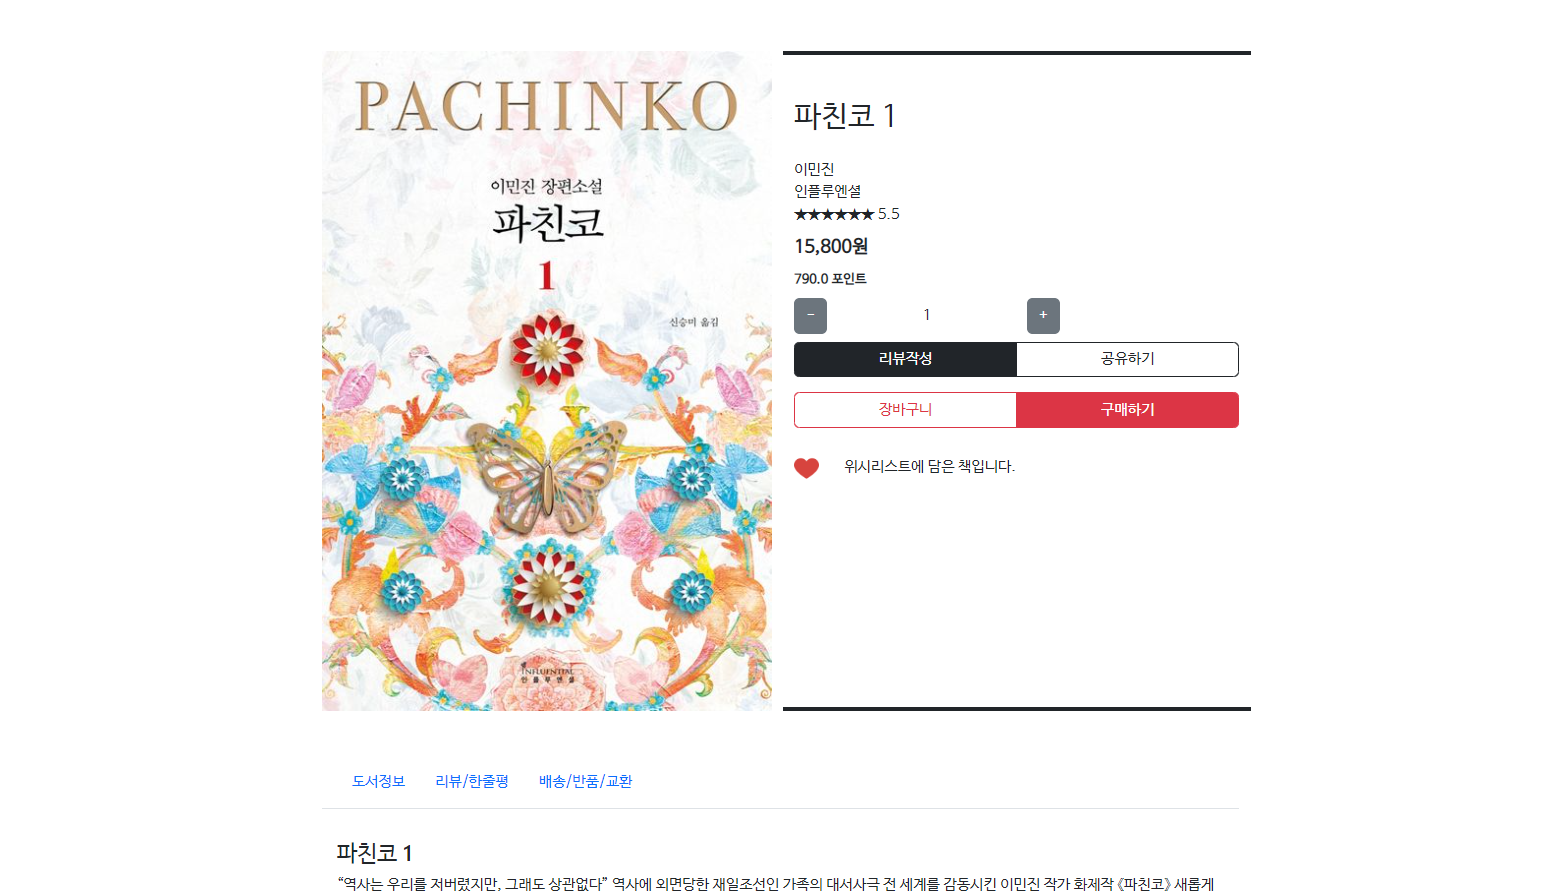 PACHINKO
이민진 장편소설
파친코
1
신승미 옮김
INFLUENTIAL
인플루엔셜
파친코 1
이민진
인플루엔셜
★★★★★★ 5.5
15,800원
790.0 포인트
- 1 +
리뷰작성 공유하기
장바구니 구매하기
위시리스트에 담은 책입니다.
도서정보 리뷰/한줄평 배송/반품/교환
파친코 1
“역사는 우리를 저버렸지만, 그래도 상관없다” 역사에 외면당한 재일조선인 가족의 대서사극 전 세계를 감동시킨 이민진 작가 화제작 《파친코》 새롭게